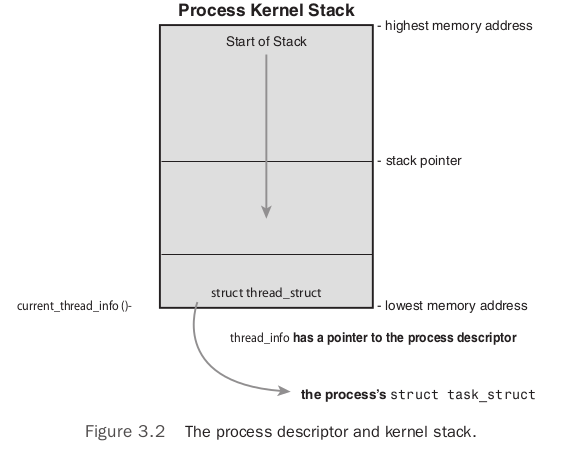 Process Kernel Stack
- highest memory address
Start of Stack
- stack pointer
struct thread_struct
current_thread_info ()-
- lowest memory address
thread_info has a pointer to the process descriptor
the process's struct task_struct
Figure 3.2 The process descriptor and kernel stack.